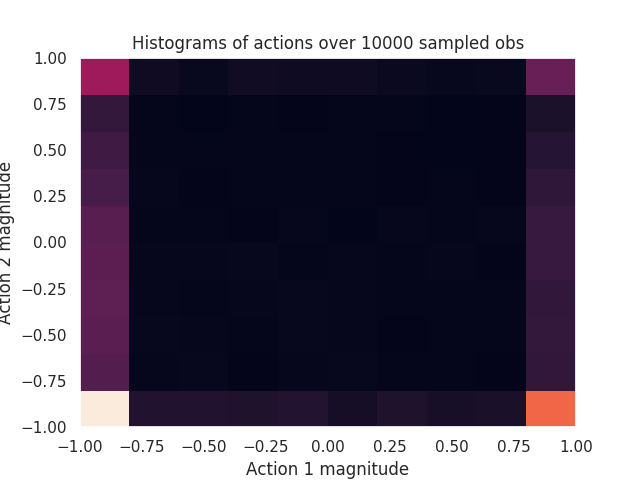 Histograms of actions over 10000 sampled obs
1.00
0.75
0.50
0.25
0.00
−0.25
−0.50
−0.75
−1.00
Action 2 magnitude
−1.00 −0.75 −0.50 −0.25 0.00 0.25 0.50 0.75 1.00
Action 1 magnitude